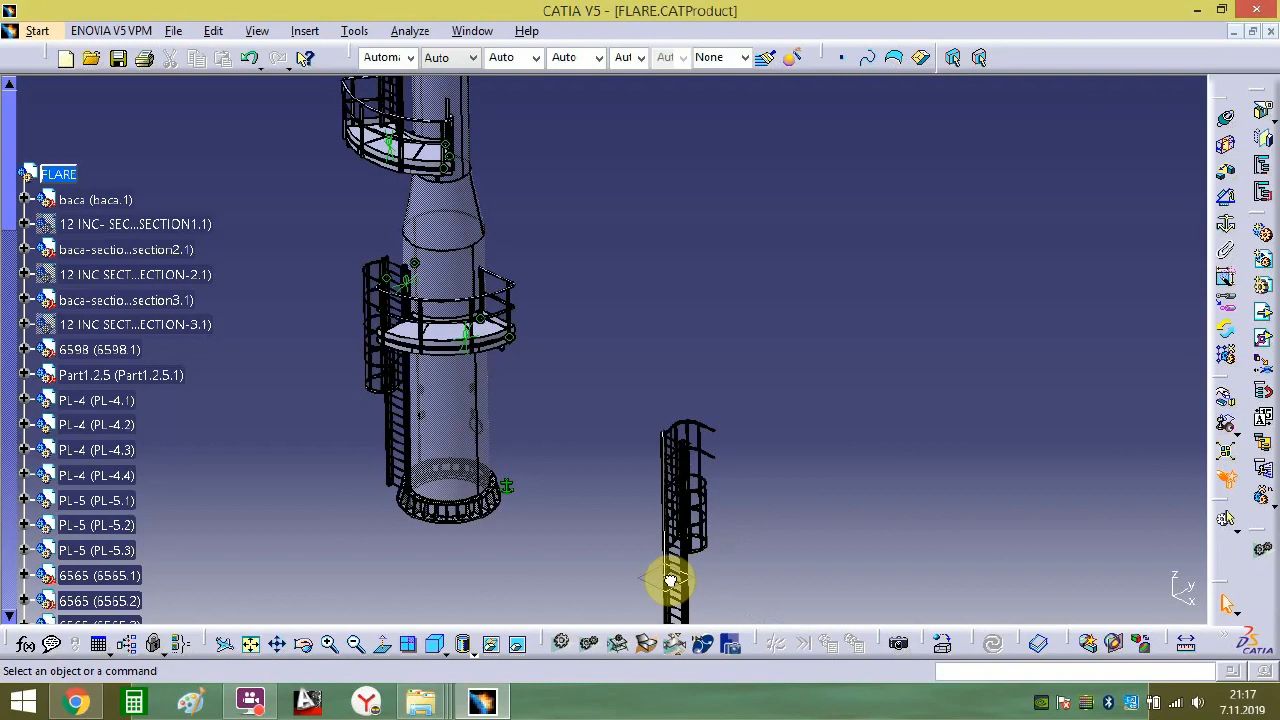 CATIA V5 - [FLARE.CATProduct]
Start ENOVIA V5 VPM File Edit View Insert Tools Analyze Window Help
Automa Auto Auto Auto Aut Aut None
FLARE
baca (baca.1)
12 INC- SEC...SECTION1.1)
baca-sectio...section2.1)
12 INC SECT...ECTION-2.1)
baca-sectio...section3.1)
12 INC SECT...ECTION-3.1)
6598 (6598.1)
Part1.2.5 (Part1.2.5.1)
PL-4 (PL-4.1)
PL-4 (PL-4.2)
PL-4 (PL-4.3)
PL-4 (PL-4.4)
PL-5 (PL-5.1)
PL-5 (PL-5.2)
PL-5 (PL-5.3)
6565 (6565.1)
6565 (6565.2)
z
y
x
f(x)
CATIA
Select an object or a command
21:17
7.11.2019